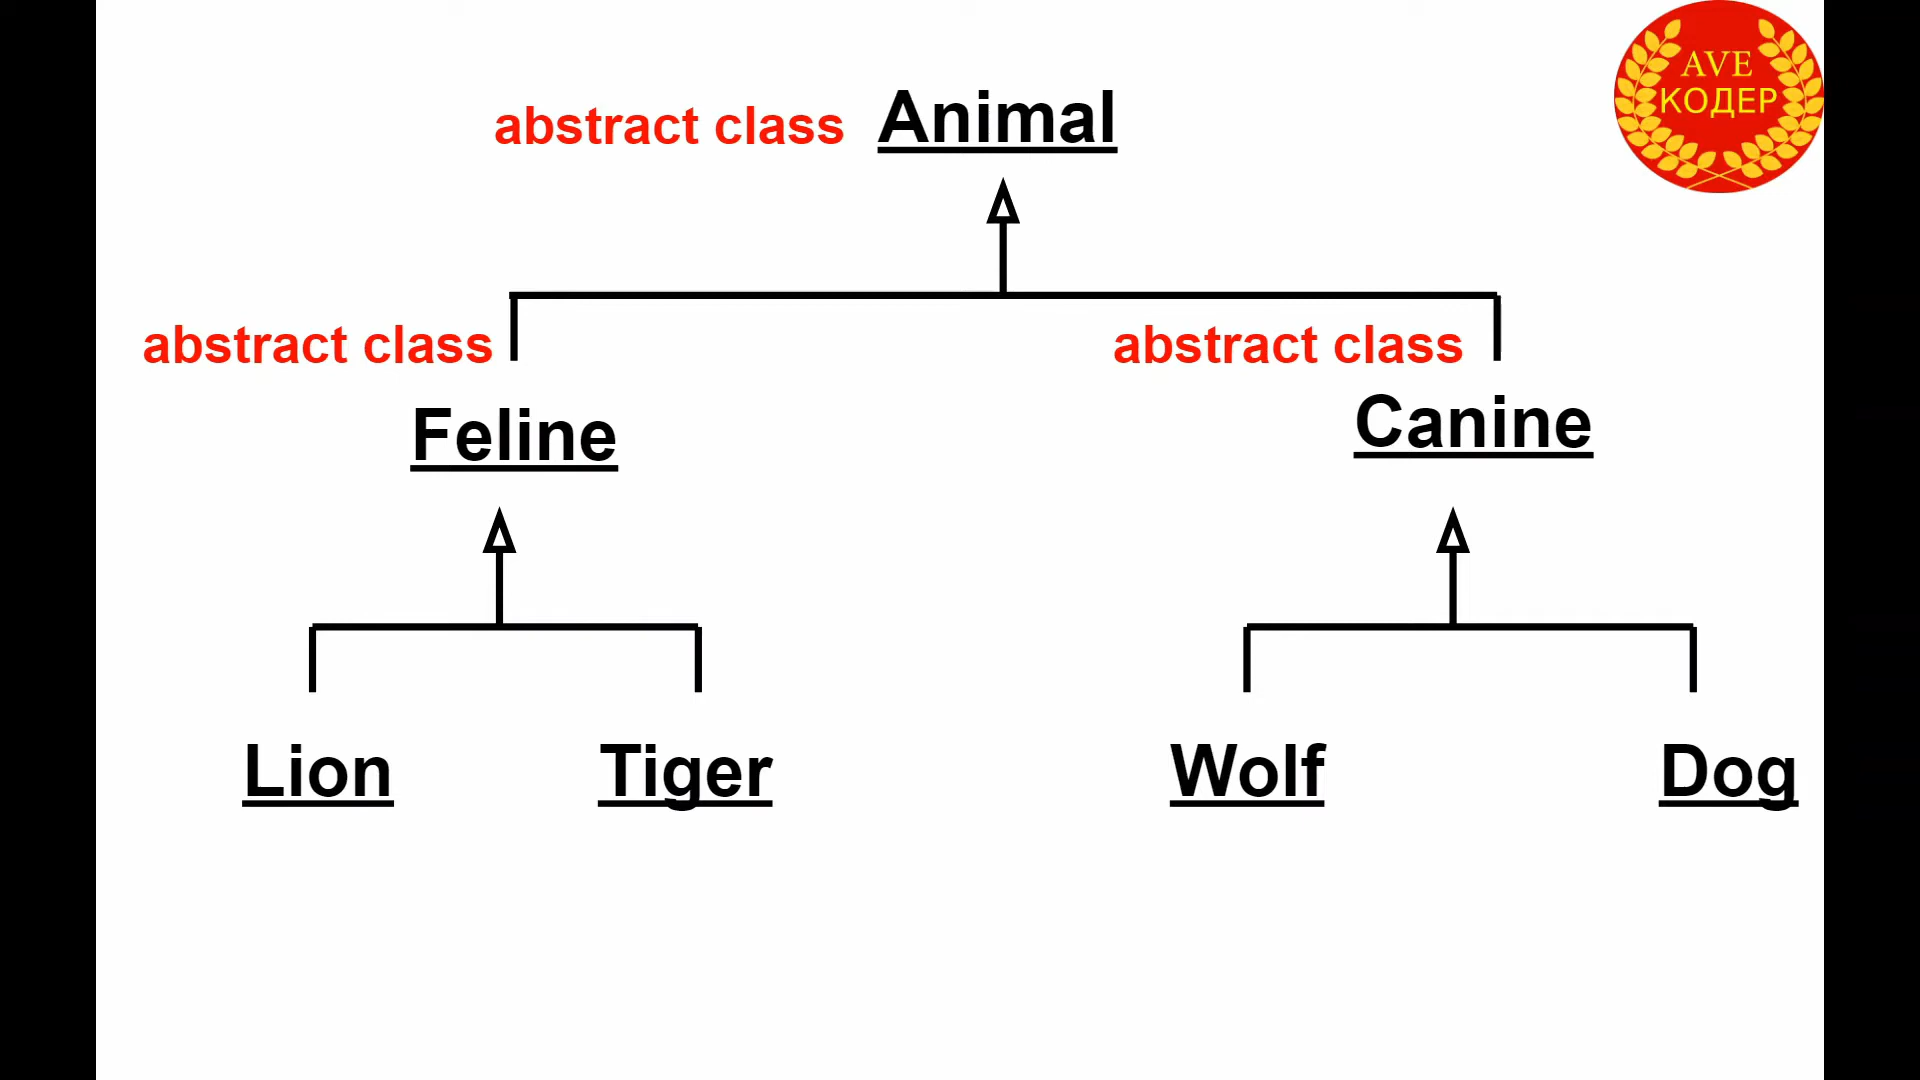 AVE
КОДЕР
abstract class Animal
abstract class
abstract class
Feline
Canine
Lion
Tiger
Wolf
Dog